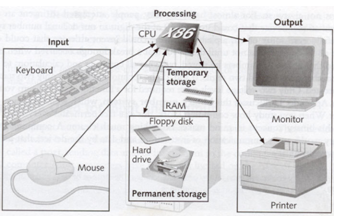 Processing
Input
Output
CPU
X86
Keyboard
Temporary
storage
RAM
Monitor
Floppy disk
Hard
drive
Mouse
Permanent storage
Printer